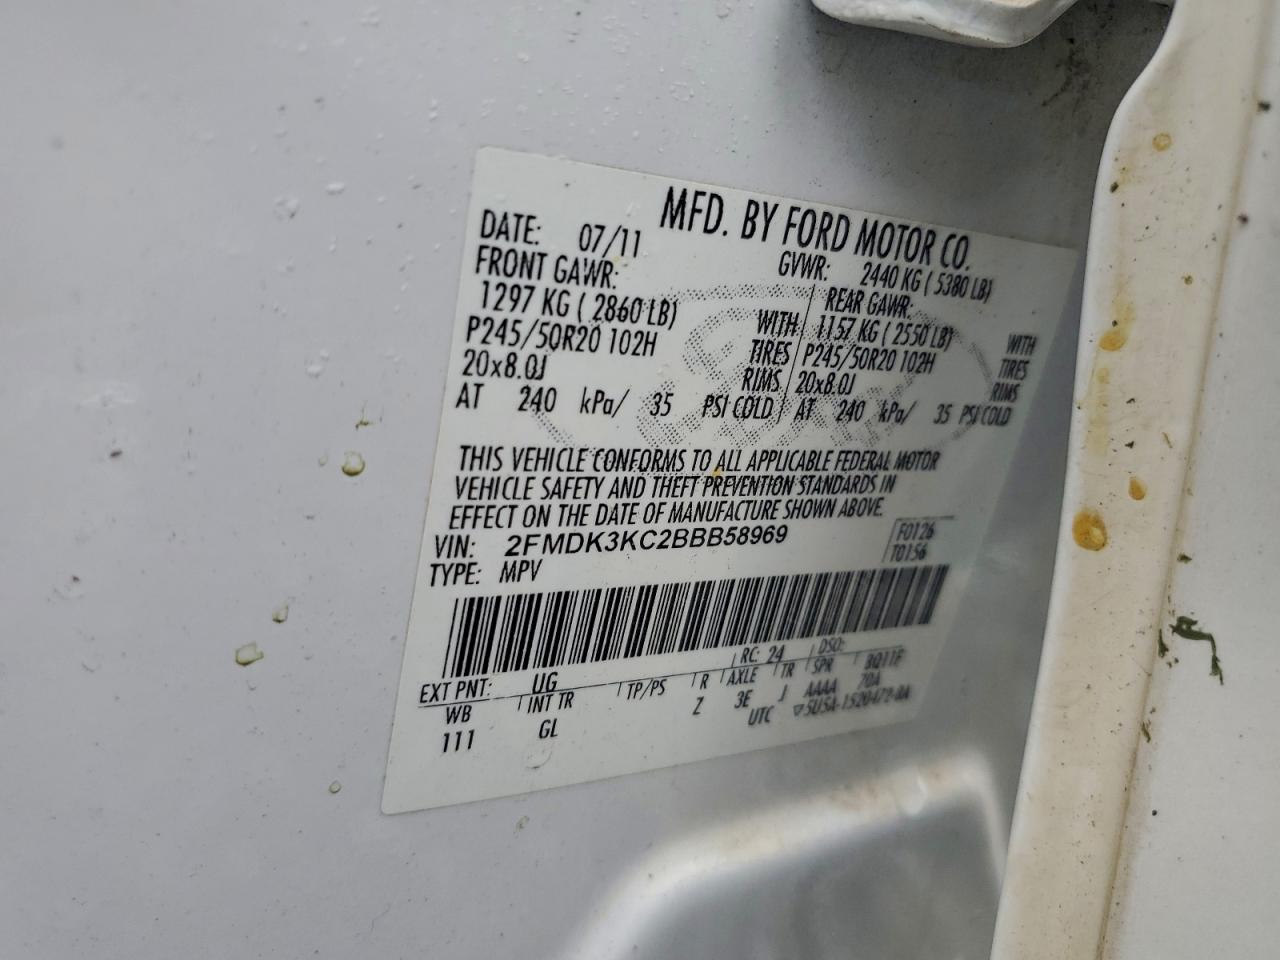 MFD. BY FORD MOTOR CO.
DATE: 07/11 GVWR: 2440 KG ( 5380 LB)
FRONT GAWR: REAR GAWR:
1297 KG ( 2860 LB) WITH 1157 KG ( 2550 LB) WITH
P245/50R20 102H TIRES P245/50R20 102H TIRES
20x8.0J RIMS 20x8.0J RIMS
AT 240 kPa/ 35 PSI COLD AT 240 kPa/ 35 PSI COLD
THIS VEHICLE CONFORMS TO ALL APPLICABLE FEDERAL MOTOR
VEHICLE SAFETY AND THEFT PREVENTION STANDARDS IN
EFFECT ON THE DATE OF MANUFACTURE SHOWN ABOVE.
VIN: 2FMDK3KC2BBB58969 F0126
TYPE: MPV T0156
EXT PNT: UG RC: 24 DSO:
WB INT TR TP/PS R AXLE TR SPR BQ11F
111 GL Z 3E J AAAA 70A
UTC ▽5U5A-1520472-AA